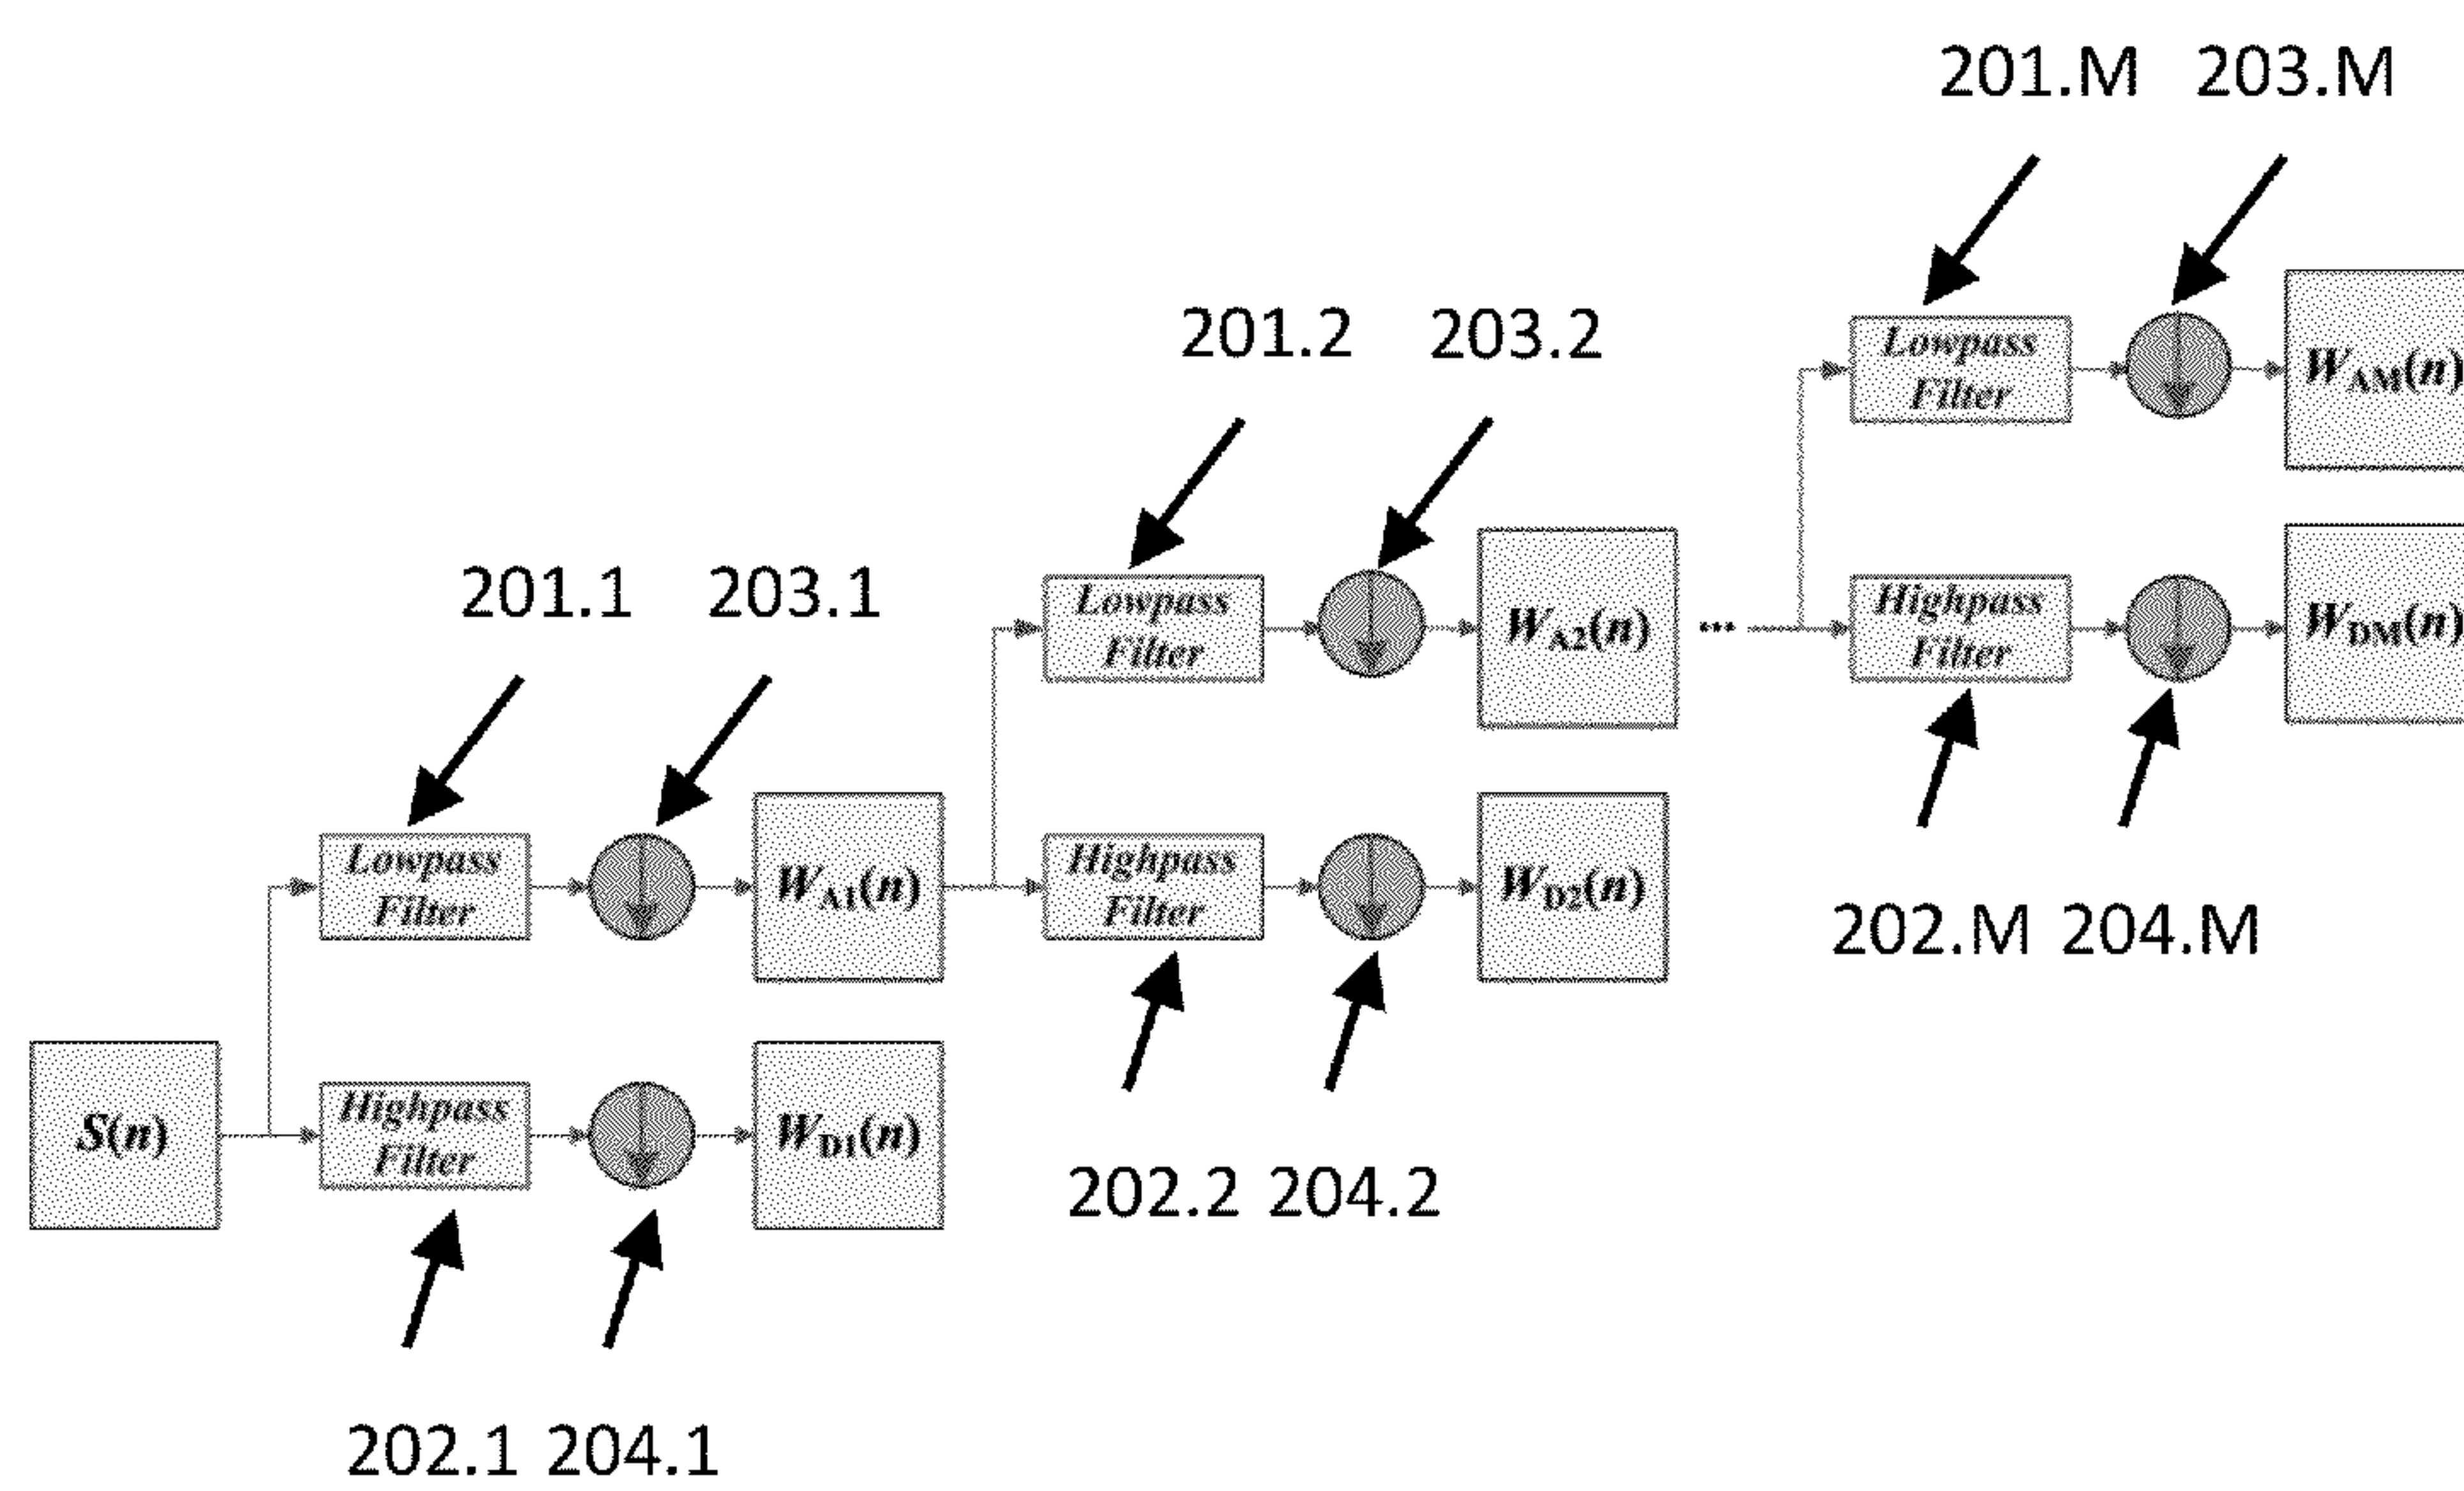 201.M 203.M
201.2 203.2
Lowpass
Filter
W_AM(n)
201.1 203.1
Lowpass
Filter
W_A2(n)
...
Highpass
Filter
W_DM(n)
Lowpass
Filter
W_A1(n)
Highpass
Filter
W_D2(n)
202.M 204.M
S(n)
Highpass
Filter
W_D1(n)
202.2 204.2
202.1 204.1